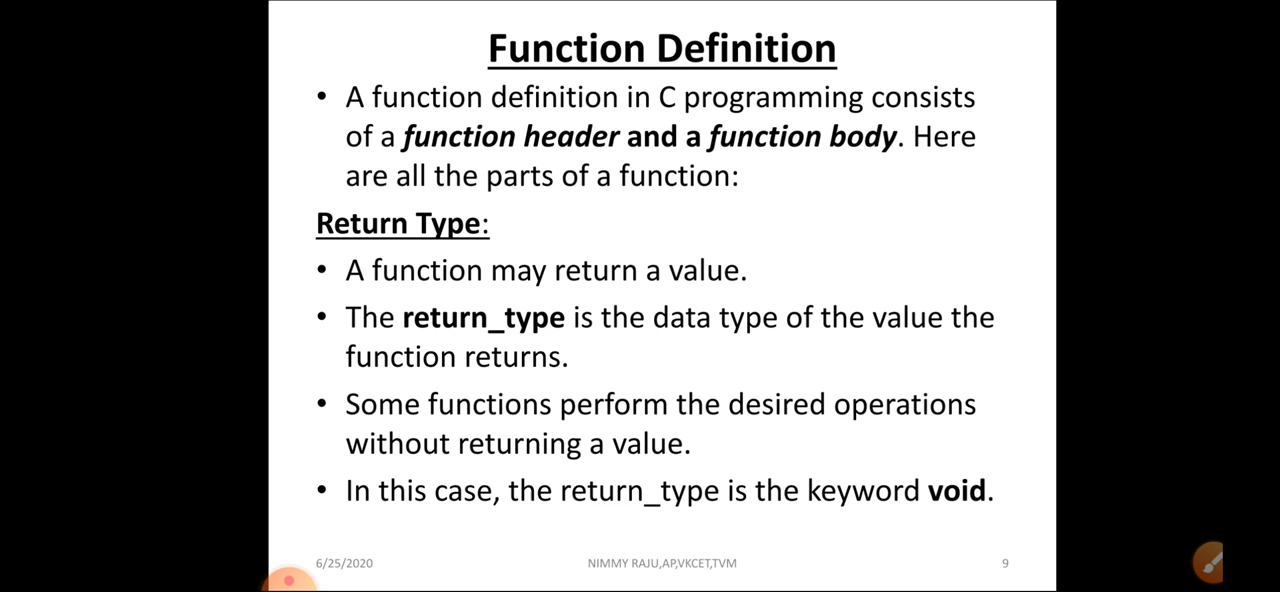 Function Definition
• A function definition in C programming consists
of a function header and a function body. Here
are all the parts of a function:
Return Type:
• A function may return a value.
• The return_type is the data type of the value the
function returns.
• Some functions perform the desired operations
without returning a value.
• In this case, the return_type is the keyword void.
6/25/2020 NIMMY RAJU,AP,VKCET,TVM 9